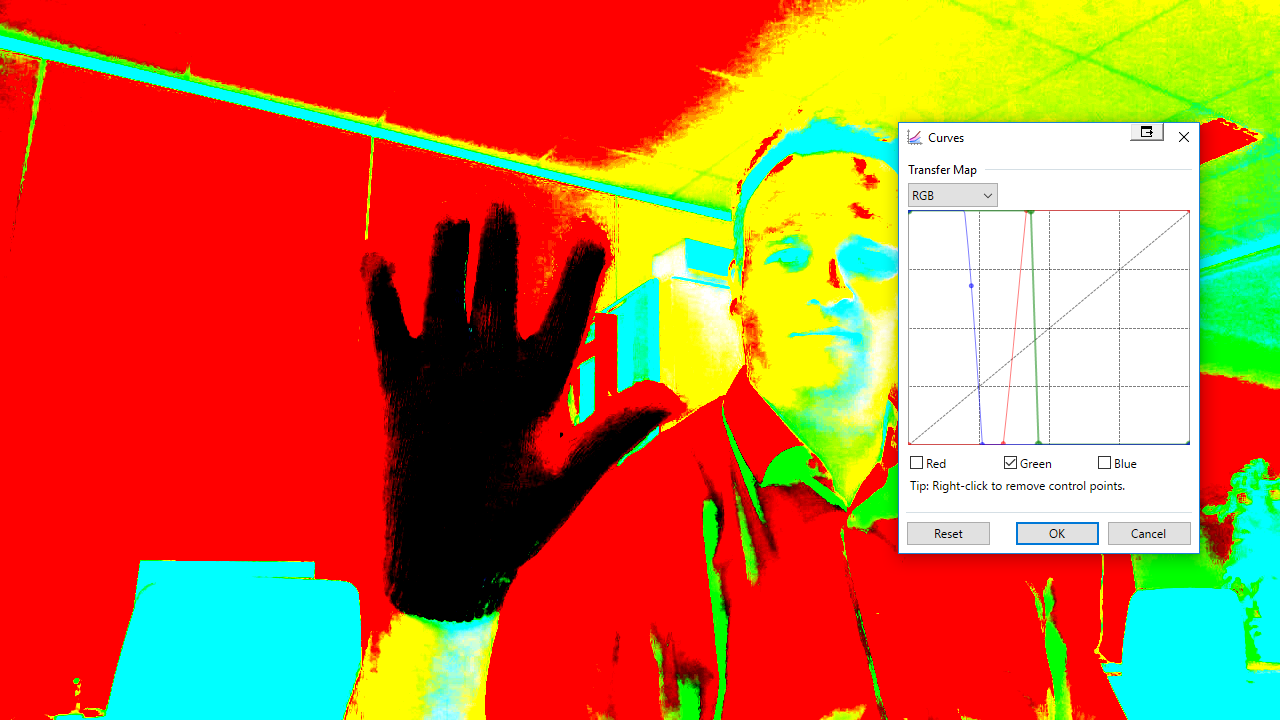 Curves
Transfer Map
RGB
Red
Green
Blue
Tip: Right-click to remove control points.
Reset
OK
Cancel